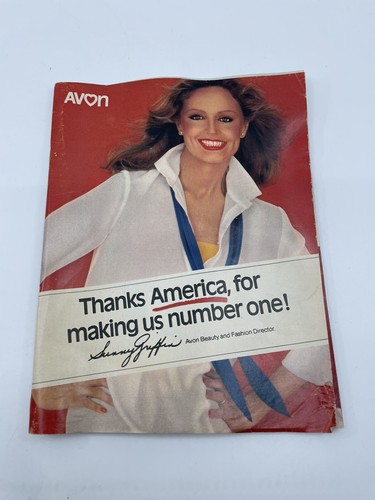 AVON
Thanks America, for
making us number one!
Sunny Griffin Avon Beauty and Fashion Director.